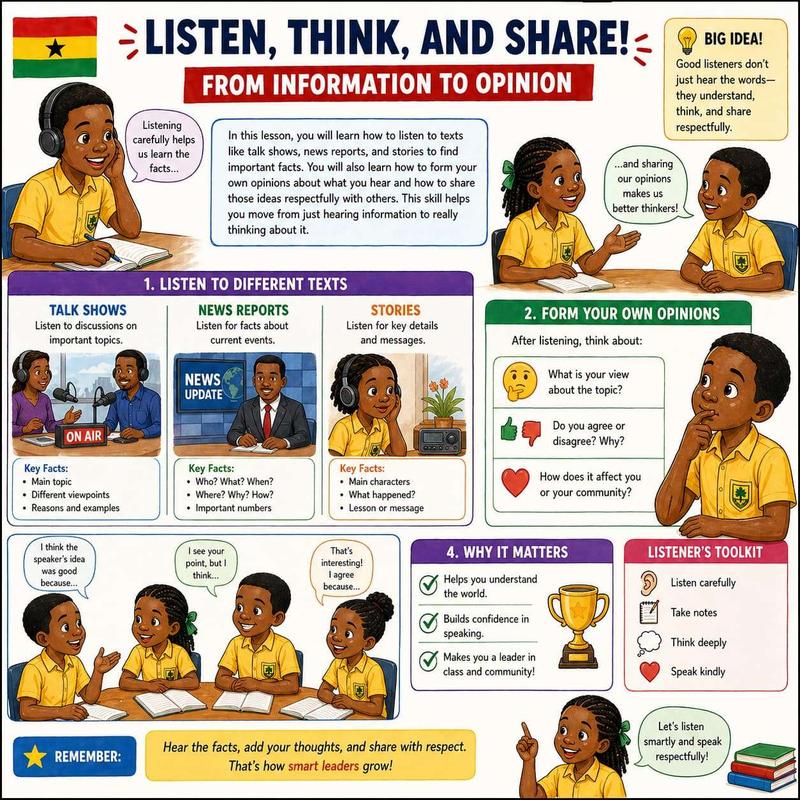 LISTEN, THINK, AND SHARE!
FROM INFORMATION TO OPINION
BIG IDEA!
Good listeners don't
just hear the words—
they understand,
think, and share
respectfully.
Listening
carefully helps
us learn the
facts...
In this lesson, you will learn how to listen to texts
like talk shows, news reports, and stories to find
important facts. You will also learn how to form your
own opinions about what you hear and how to share
those ideas respectfully with others. This skill helps
you move from just hearing information to really
thinking about it.
...and sharing
our opinions
makes us
better thinkers!
1. LISTEN TO DIFFERENT TEXTS
TALK SHOWS
Listen to discussions on
important topics.
ON AIR
Key Facts:
• Main topic
• Different viewpoints
• Reasons and examples
NEWS REPORTS
Listen for facts about
current events.
NEWS
UPDATE
Key Facts:
• Who? What? When?
• Where? Why? How?
• Important numbers
STORIES
Listen for key details
and messages.
Key Facts:
• Main characters
• What happened?
• Lesson or message
2. FORM YOUR OWN OPINIONS
After listening, think about:
What is your view
about the topic?
Do you agree or
disagree? Why?
How does it affect you
or your community?
I think the
speaker's idea
was good
because...
I see your
point, but I
think...
That's
interesting!
I agree
because...
4. WHY IT MATTERS
Helps you understand
the world.
Builds confidence in
speaking.
Makes you a leader in
class and community!
LISTENER'S TOOLKIT
Listen carefully
Take notes
Think deeply
Speak kindly
REMEMBER:
Hear the facts, add your thoughts, and share with respect.
That's how smart leaders grow!
Let's listen
smartly and speak
respectfully!